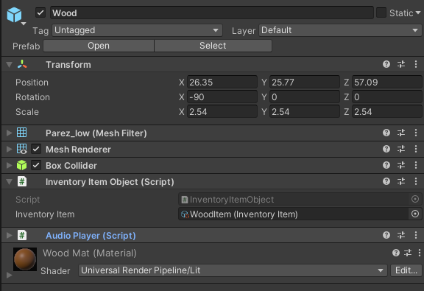 Wood Static
Tag Untagged Layer Default
Prefab Open Select
Transform
Position X 26.35 Y 25.77 Z 57.09
Rotation X -90 Y 0 Z 0
Scale X 2.54 Y 2.54 Z 2.54
Parez_low (Mesh Filter)
Mesh Renderer
Box Collider
Inventory Item Object (Script)
Script InventoryItemObject
Inventory Item WoodItem (Inventory Item)
Audio Player (Script)
Wood Mat (Material)
Shader Universal Render Pipeline/Lit Edit...